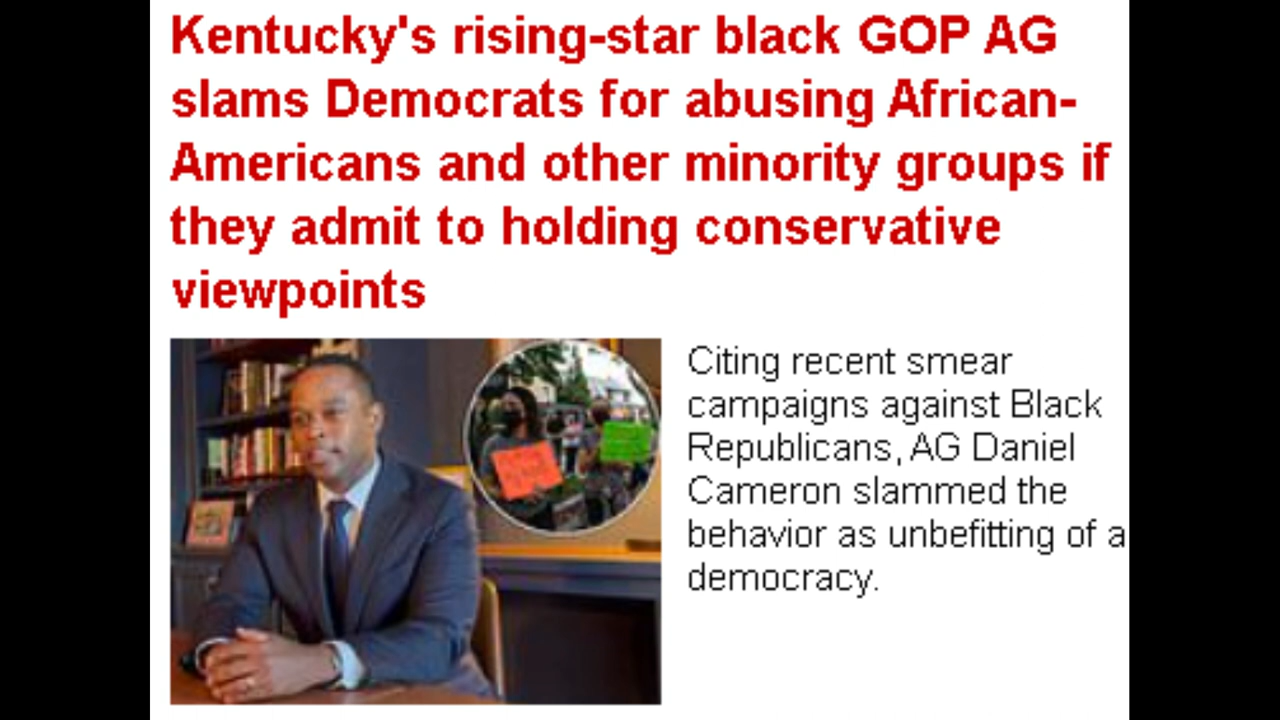 Kentucky's rising-star black GOP AG
slams Democrats for abusing African-
Americans and other minority groups if
they admit to holding conservative
viewpoints
Citing recent smear
campaigns against Black
Republicans, AG Daniel
Cameron slammed the
behavior as unbefitting of a
democracy.